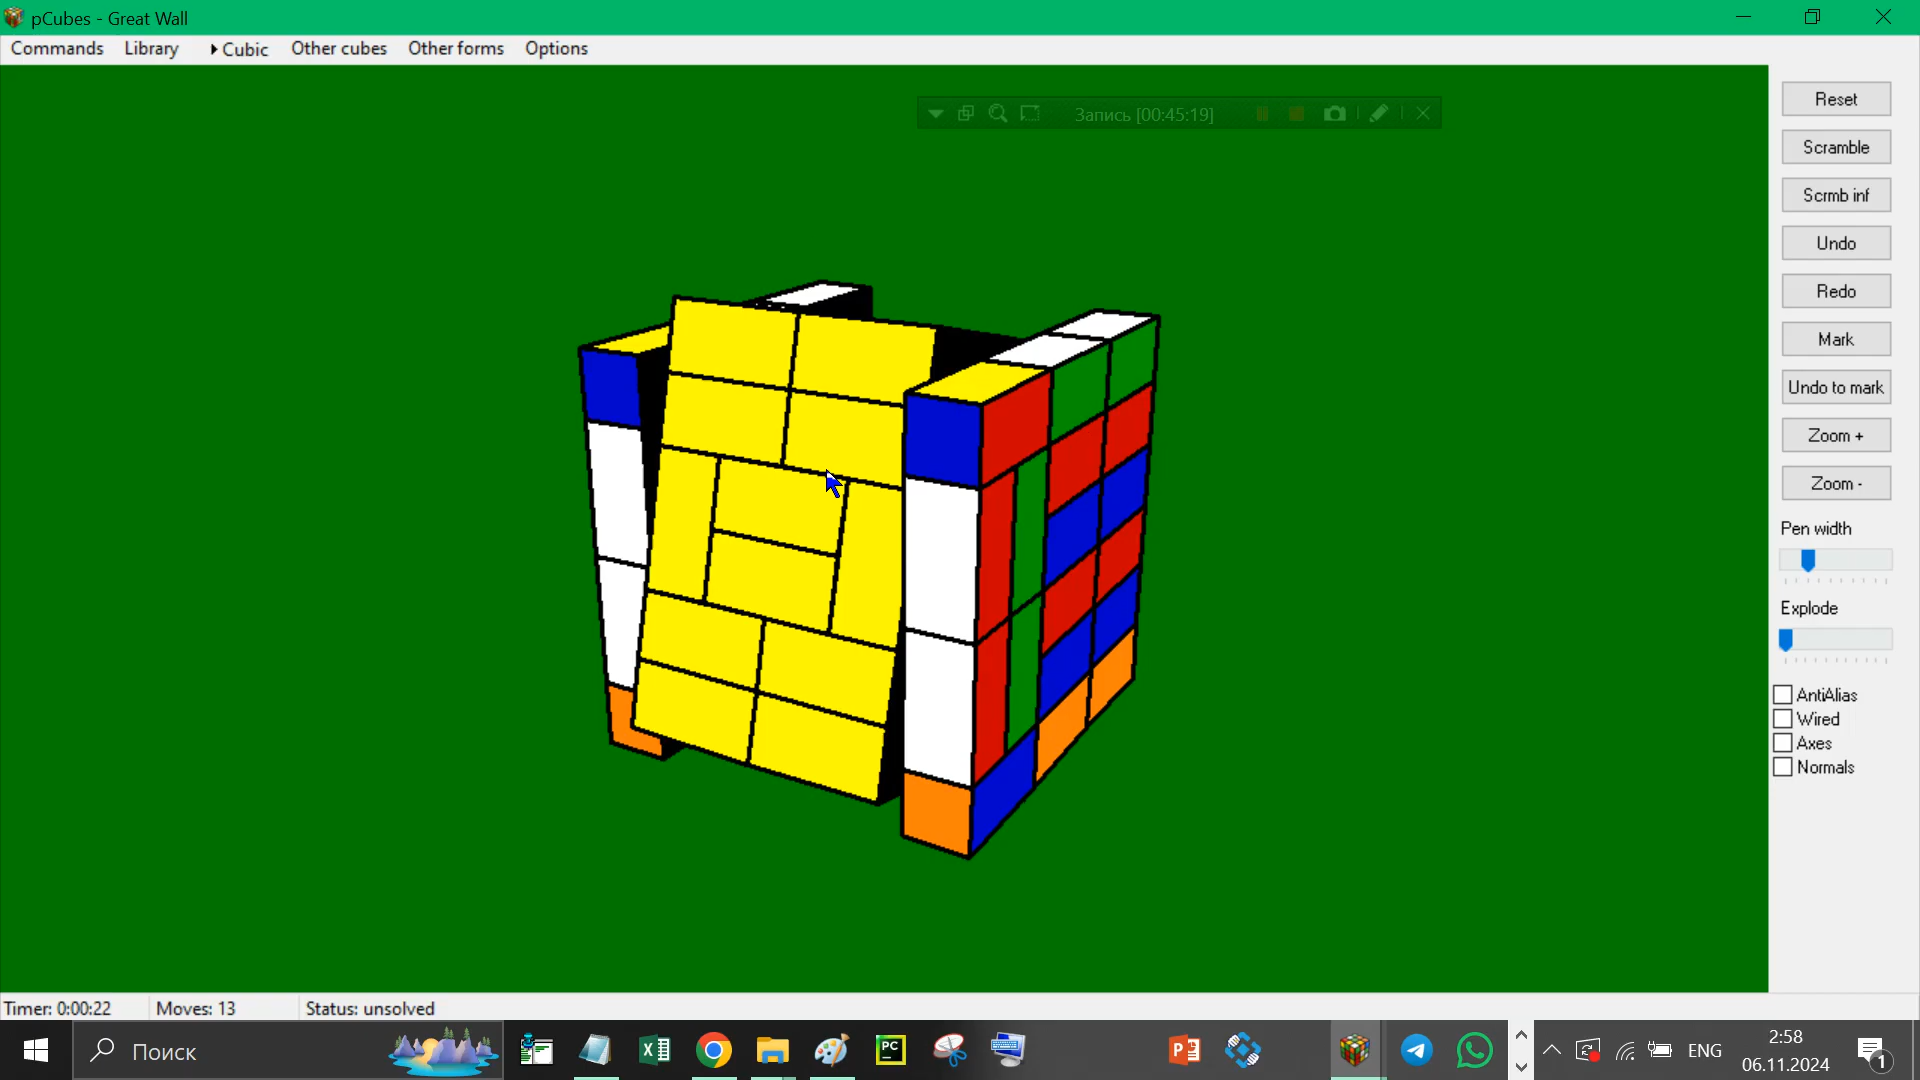 pCubes - Great Wall
Commands Library Cubic Other cubes Other forms Options
Запись [00:45:19]
Reset
Scramble
Scrmb inf
Undo
Redo
Mark
Undo to mark
Zoom +
Zoom -
Pen width
Explode
AntiAlias
Wired
Axes
Normals
Timer: 0:00:22 Moves: 13 Status: unsolved
Поиск
PC
ENG
2:58
06.11.2024
1